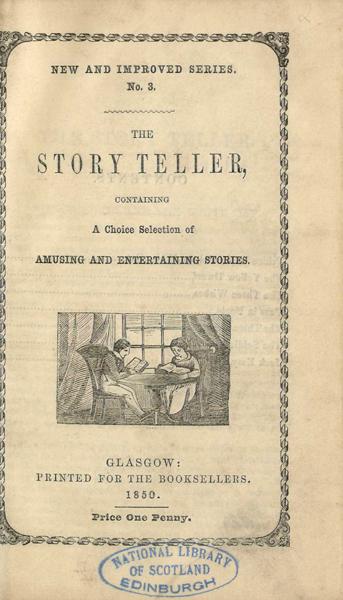 NEW AND IMPROVED SERIES.
No. 3.
THE
STORY TELLER,
CONTAINING
A Choice Selection of
AMUSING AND ENTERTAINING STORIES.
GLASGOW:
PRINTED FOR THE BOOKSELLERS.
1850.
Price One Penny.
NATIONAL LIBRARY
OF SCOTLAND
EDINBURGH